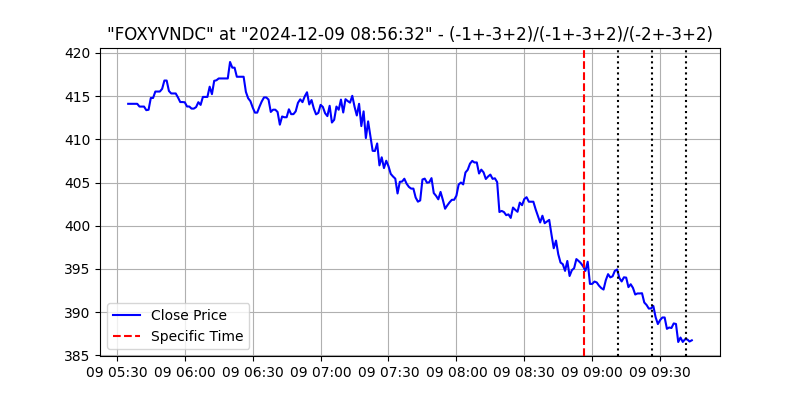 "FOXYVNDC" at "2024-12-09 08:56:32" - (-1+-3+2)/(-1+-3+2)/(-2+-3+2)
420
415
410
405
400
395
390
385
Close Price
Specific Time
09 05:30 09 06:00 09 06:30 09 07:00 09 07:30 09 08:00 09 08:30 09 09:00 09 09:30